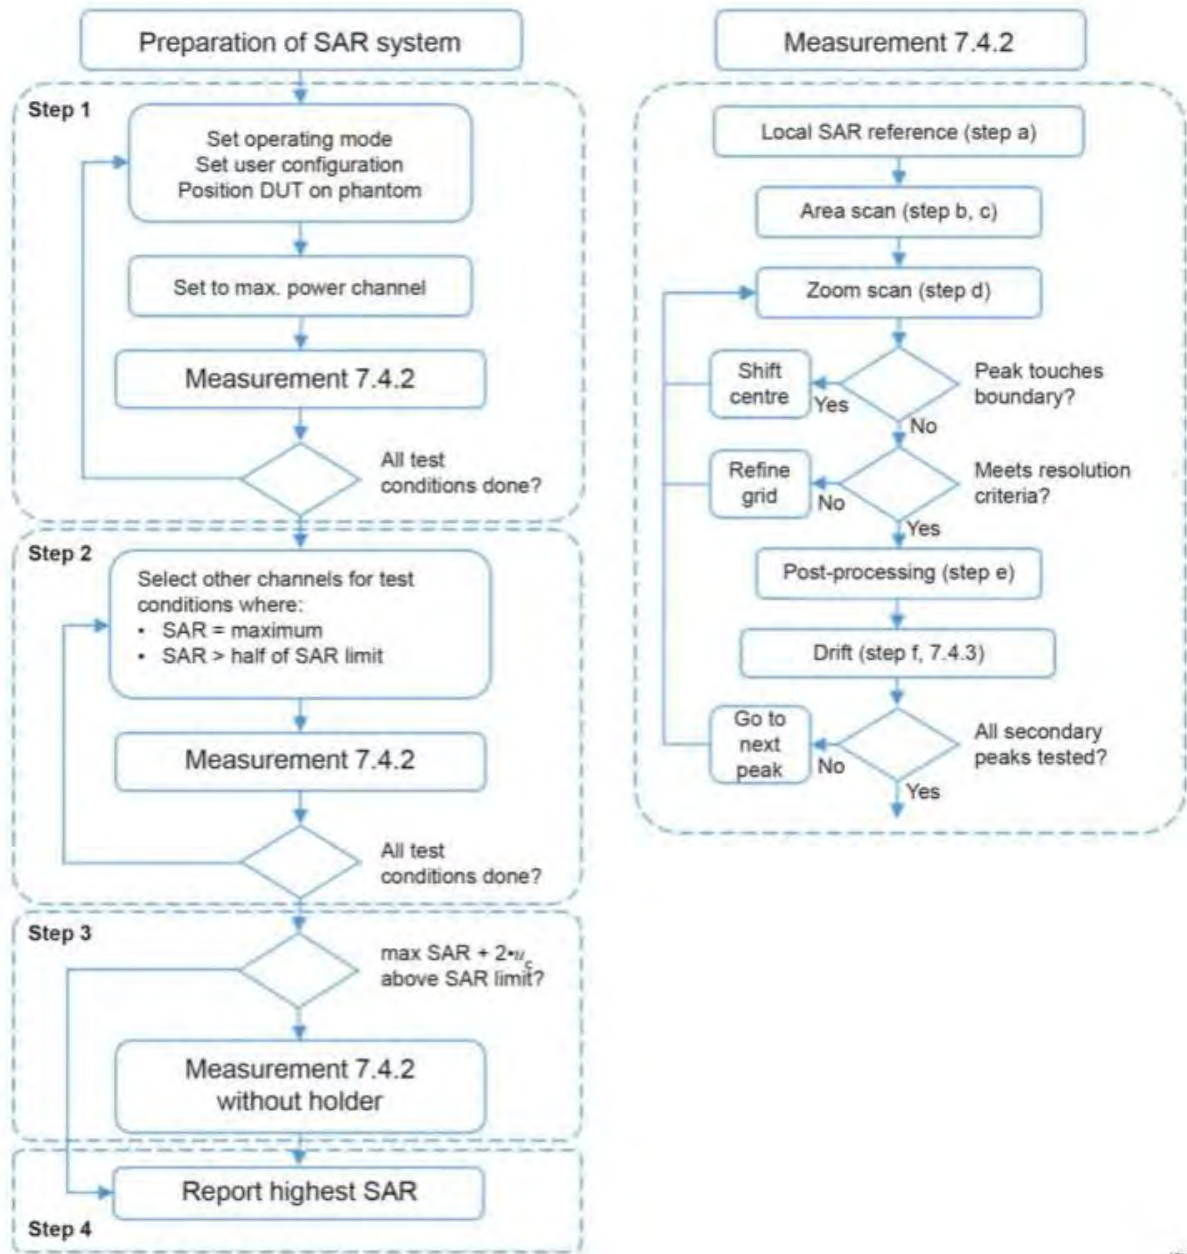 Preparation of SAR system
Step 1
Set operating mode
Set user configuration
Position DUT on phantom
Set to max. power channel
Measurement 7.4.2
All test
conditions done?
Step 2
Select other channels for test
conditions where:
• SAR = maximum
• SAR > half of SAR limit
Measurement 7.4.2
All test
conditions done?
Step 3
max SAR + 2•u_c
above SAR limit?
Measurement 7.4.2
without holder
Report highest SAR
Step 4
Measurement 7.4.2
Local SAR reference (step a)
Area scan (step b, c)
Zoom scan (step d)
Shift
centre
Yes
Peak touches
boundary?
No
Refine
grid
No
Meets resolution
criteria?
Yes
Post-processing (step e)
Drift (step f, 7.4.3)
Go to
next
peak
No
All secondary
peaks tested?
Yes